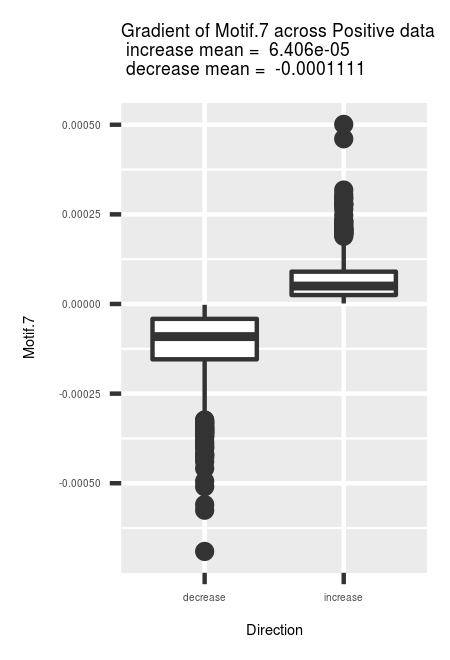 Gradient of Motif.7 across Positive data
increase mean =  6.406e-05
decrease mean =  -0.0001111
0.00050
0.00025
0.00000
-0.00025
-0.00050
Motif.7
decrease
increase
Direction